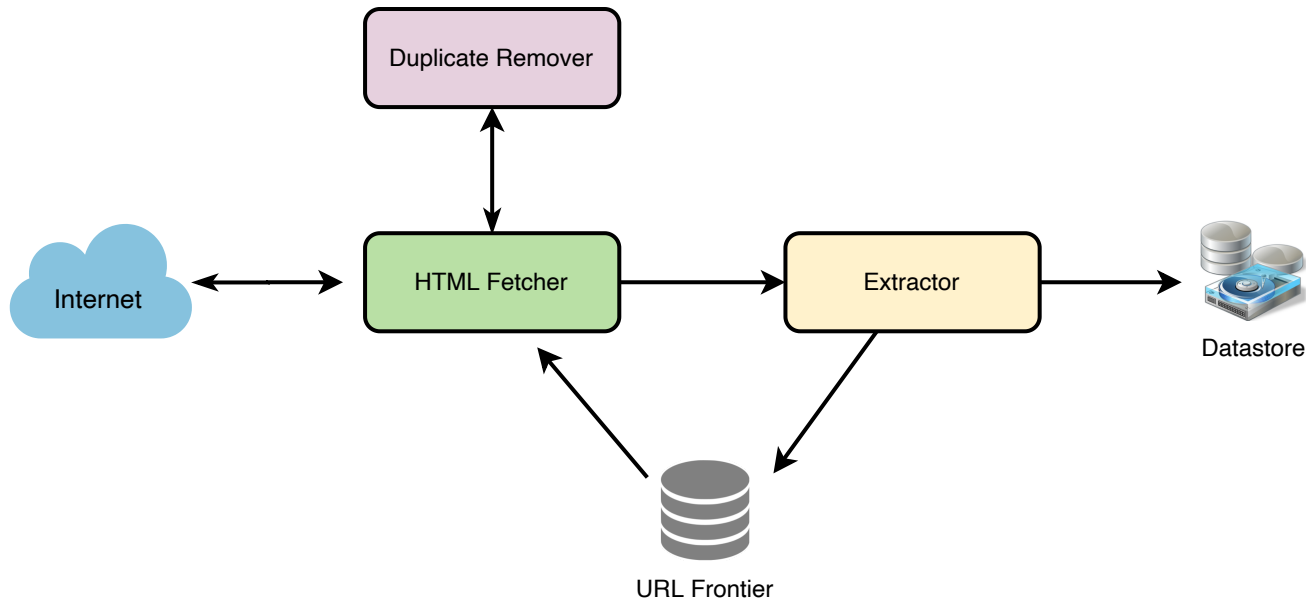 Duplicate Remover
Internet
HTML Fetcher
Extractor
Datastore
URL Frontier